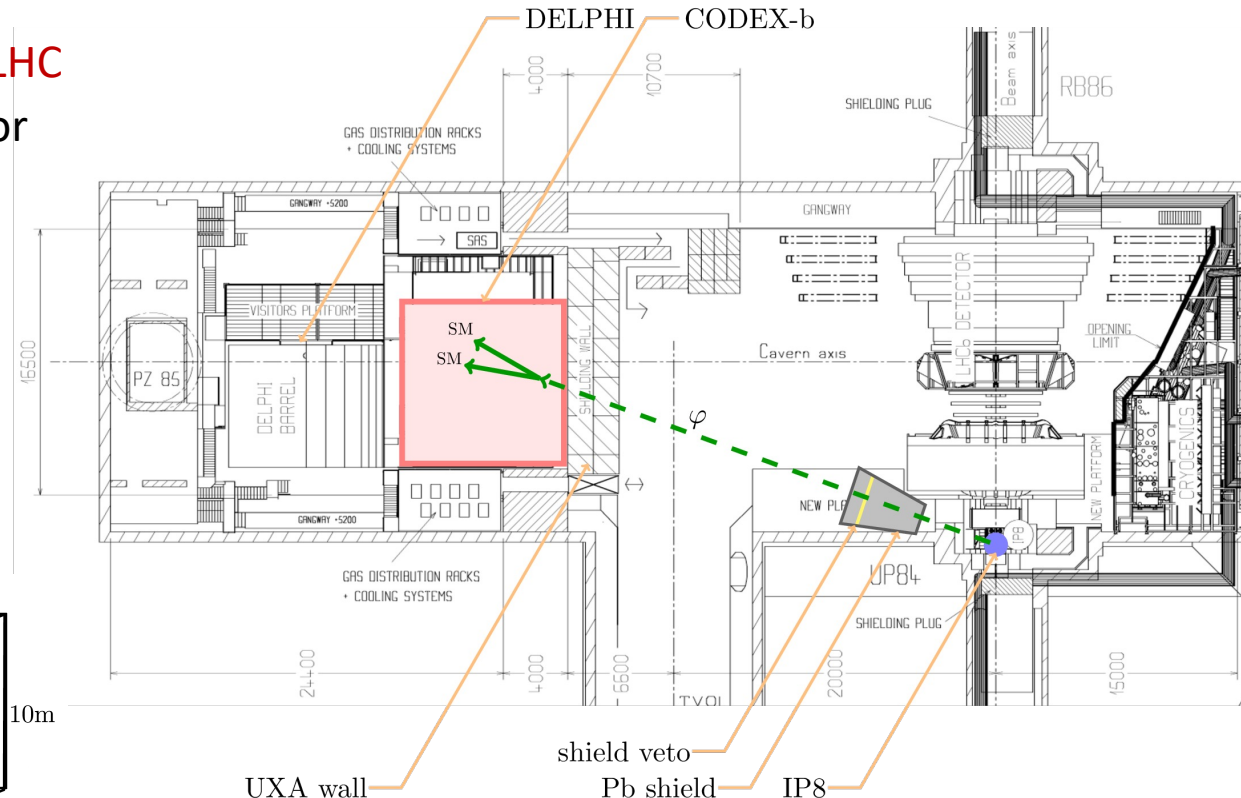 DELPHI
CODEX-b
LHC
or
4000
10700
Beam axis
RB86
SHIELDING PLUG
GAS DISTRIBUTION RACKS
+ COOLING SYSTEMS
GANGWAY +5200
GANGWAY
SAS
16500
VISITORS PLATFORM
SM
SM
SHIELDING WALL
LHCb DETECTOR
OPENING
LIMIT
Cavern axis
PZ 85
DELPHI
BARREL
φ
CRYOGENICS
NEW PLATFORM
NEW PLA
IP8
GANGWAY +5200
UP84
GAS DISTRIBUTION RACKS
+ COOLING SYSTEMS
SHIELDING PLUG
24400
4000
6600
20000
15000
10m
shield veto
UXA wall
Pb shield
IP8